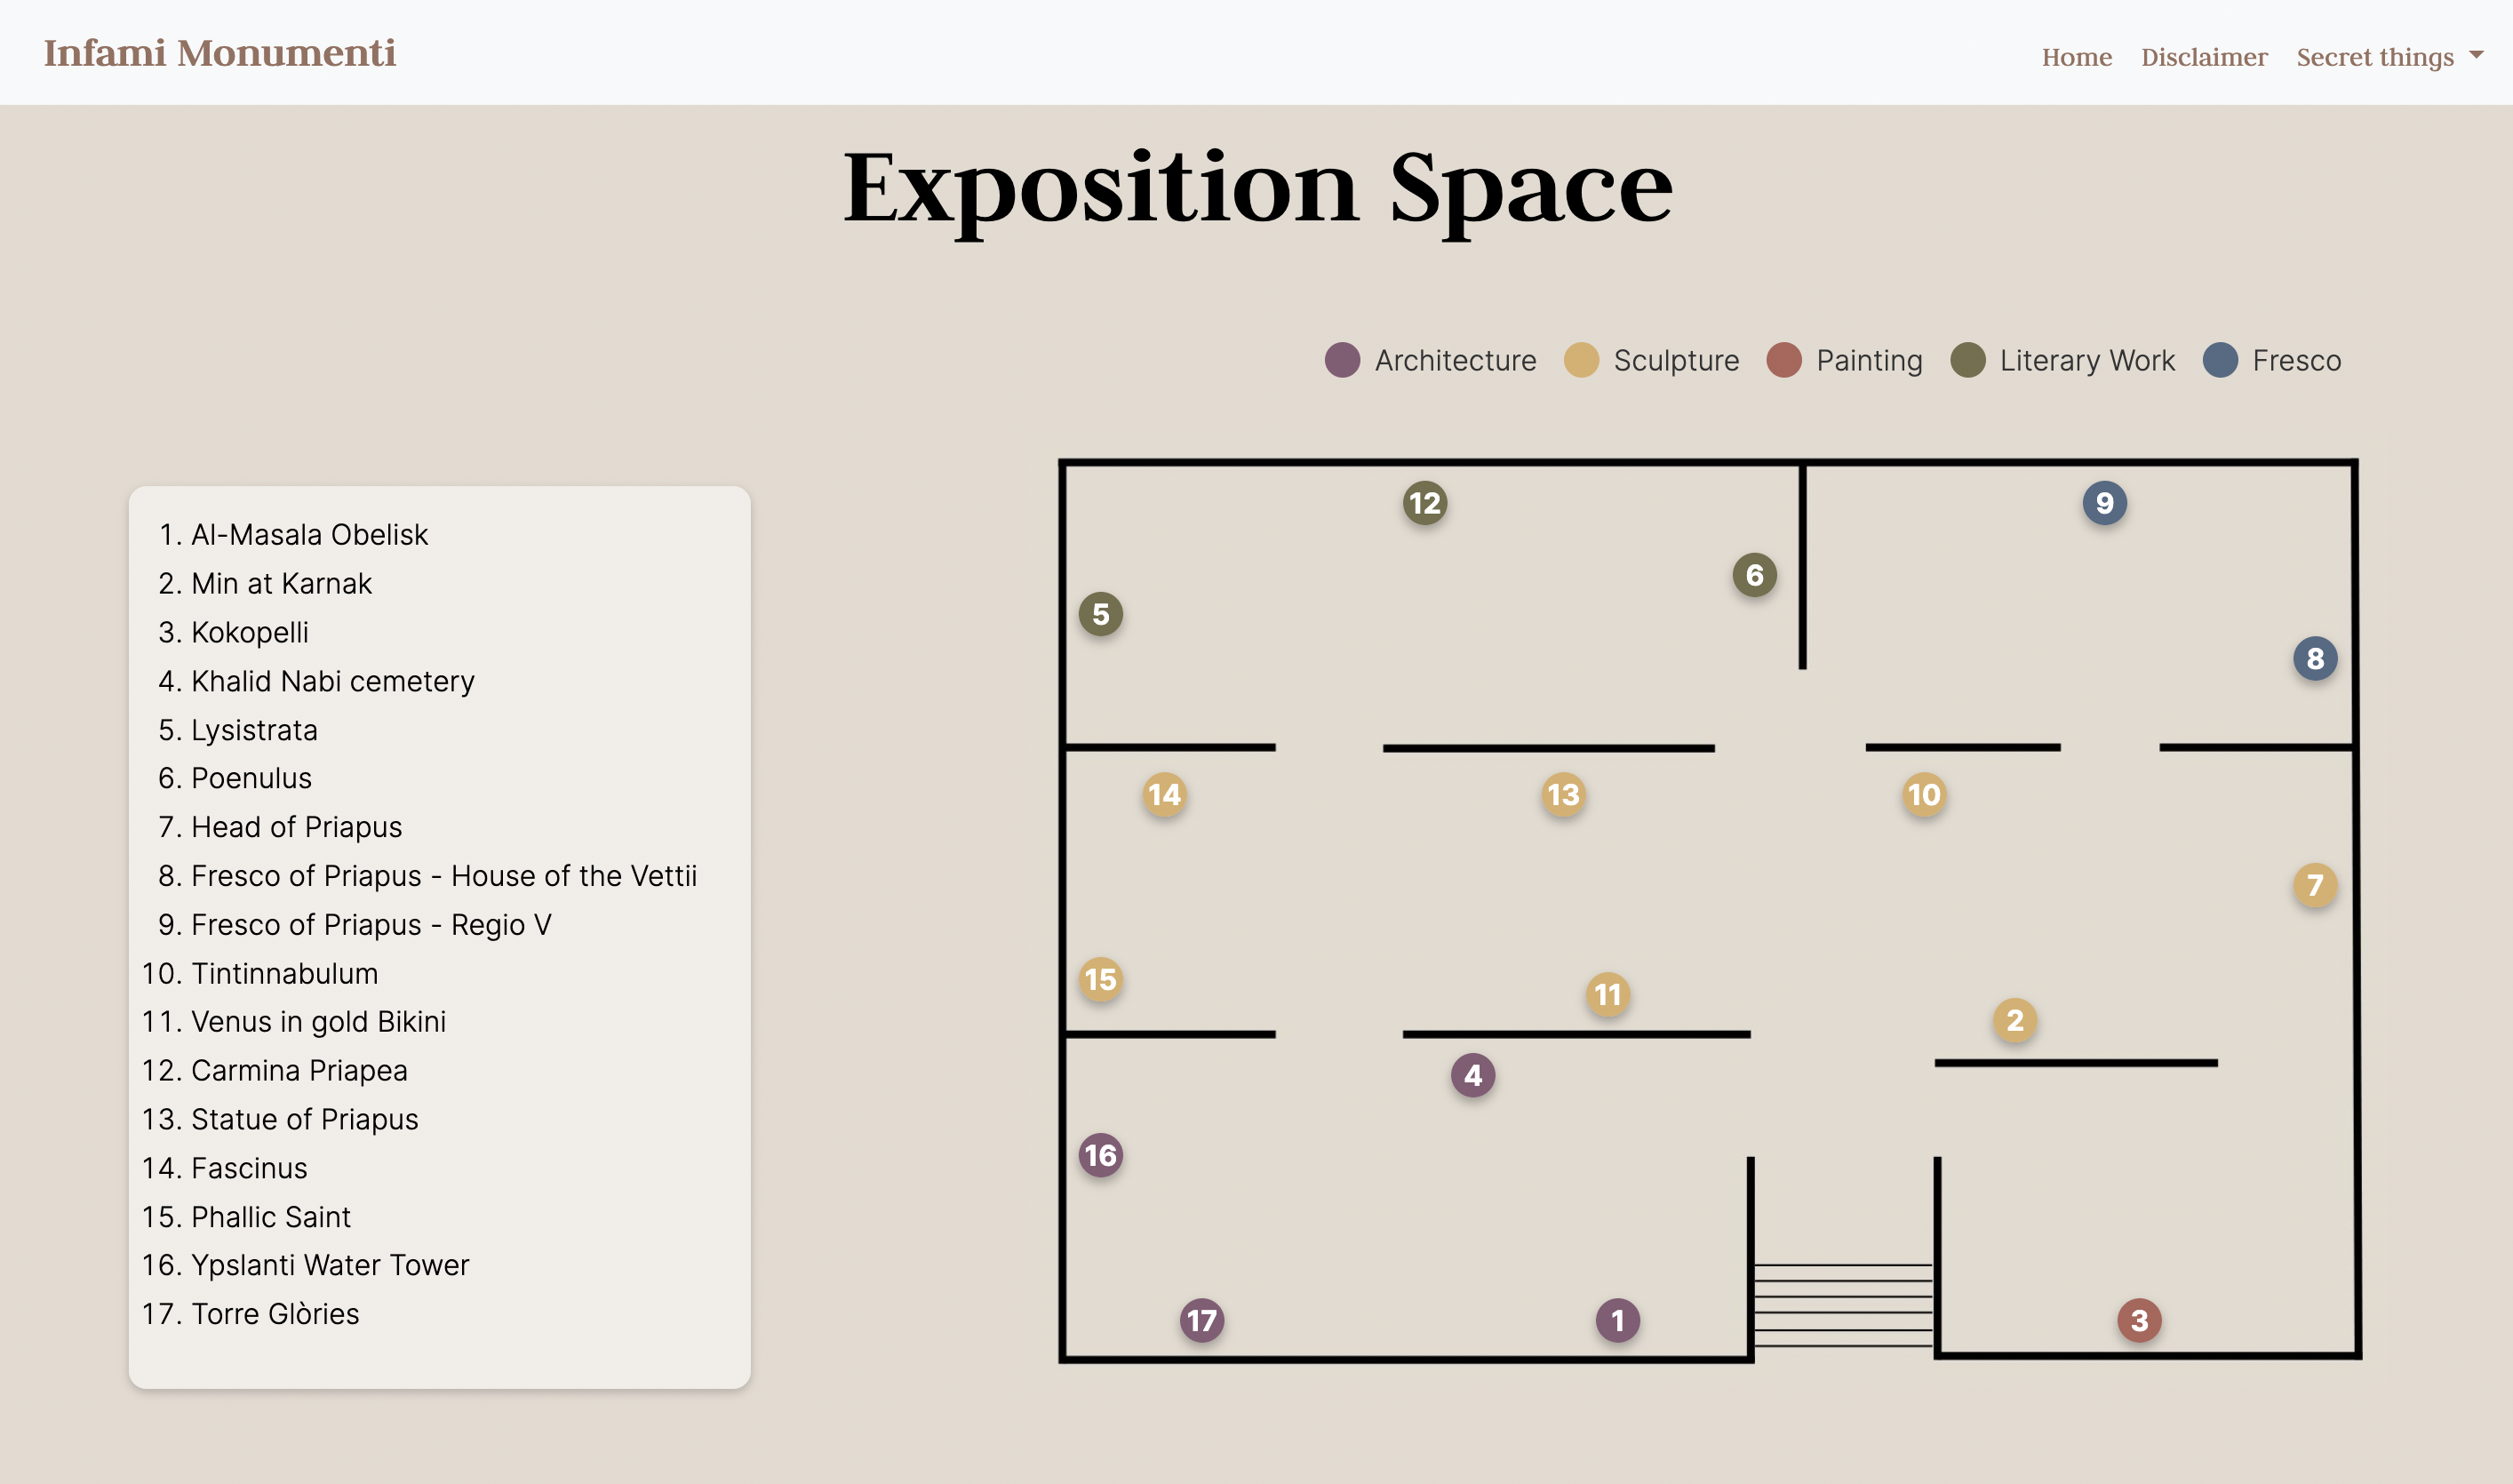 Infami Monumenti
Home Disclaimer Secret things
Exposition Space
Architecture Sculpture Painting Literary Work Fresco
1. Al-Masala Obelisk
2. Min at Karnak
3. Kokopelli
4. Khalid Nabi cemetery
5. Lysistrata
6. Poenulus
7. Head of Priapus
8. Fresco of Priapus - House of the Vettii
9. Fresco of Priapus - Regio V
10. Tintinnabulum
11. Venus in gold Bikini
12. Carmina Priapea
13. Statue of Priapus
14. Fascinus
15. Phallic Saint
16. Ypslanti Water Tower
17. Torre Glòries
12 9
6
5
8
14 13 10
7
15
11
2
4
16
17 1 3